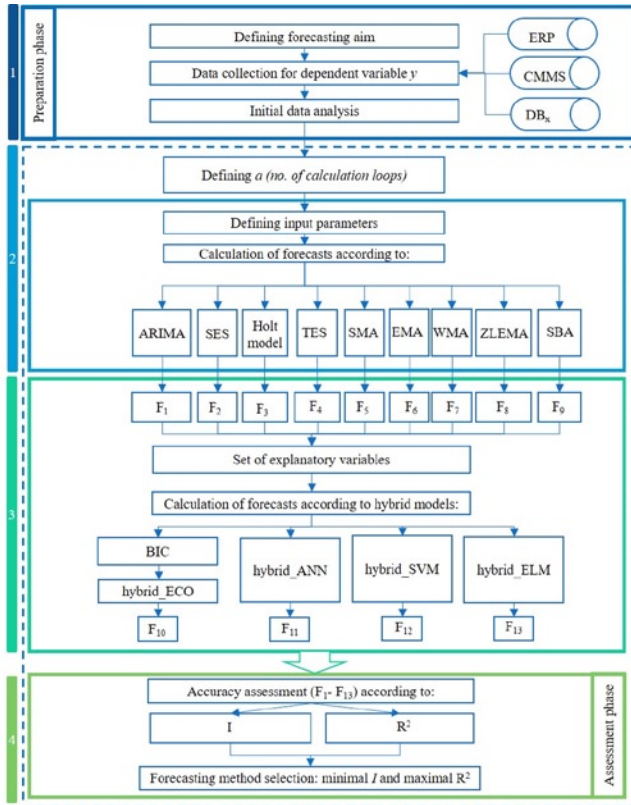 1
Preparation phase
Defining forecasting aim
Data collection for dependent variable y
Initial data analysis
ERP
CMMS
DBx
2
Defining a (no. of calculation loops)
Defining input parameters
Calculation of forecasts according to:
ARIMA
SES
Holt
model
TES
SMA
EMA
WMA
ZLEMA
SBA
3
F1
F2
F3
F4
F5
F6
F7
F8
F9
Set of explanatory variables
Calculation of forecasts according to hybrid models:
BIC
hybrid_ECO
hybrid_ANN
hybrid_SVM
hybrid_ELM
F10
F11
F12
F13
4
Accuracy assessment (F1- F13) according to:
I
R²
Forecasting method selection: minimal I and maximal R²
Assessment phase